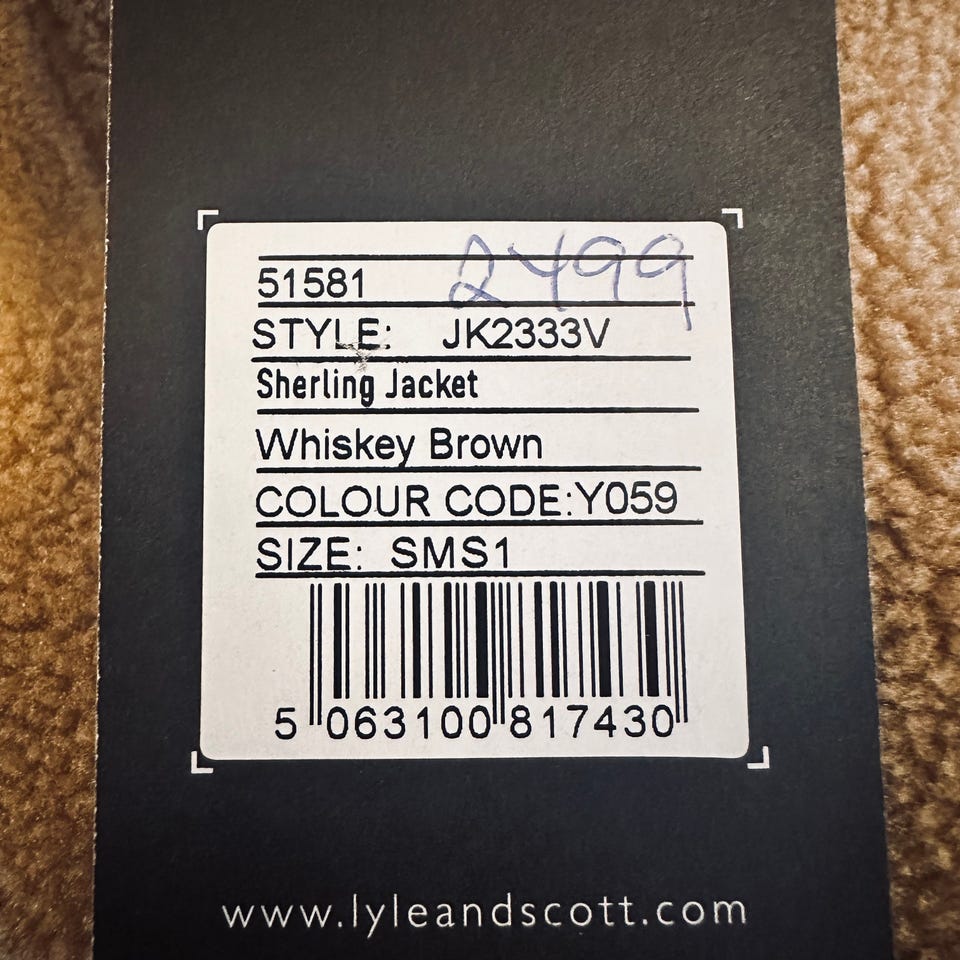 51581 2499
STYLE: JK2333V
Sherling Jacket
Whiskey Brown
COLOUR CODE:Y059
SIZE: SMS1
5 063100 817430
www.lyleandscott.com